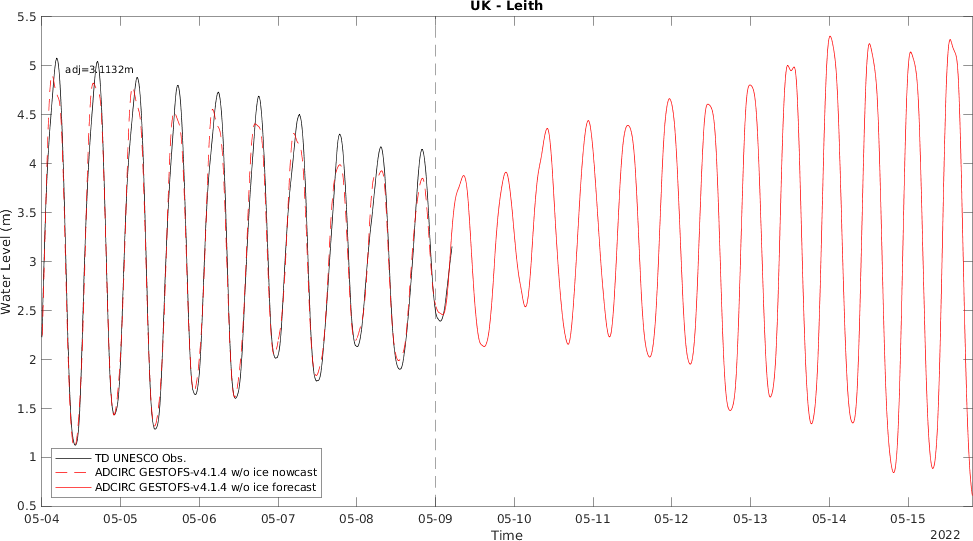 UK - Leith
5.5
5
4.5
4
3.5
3
2.5
2
1.5
1
0.5
Water Level (m)
adj=3.1132m
TD UNESCO Obs.
ADCIRC GESTOFS-v4.1.4 w/o ice nowcast
ADCIRC GESTOFS-v4.1.4 w/o ice forecast
05-04 05-05 05-06 05-07 05-08 05-09 05-10 05-11 05-12 05-13 05-14 05-15
Time
2022